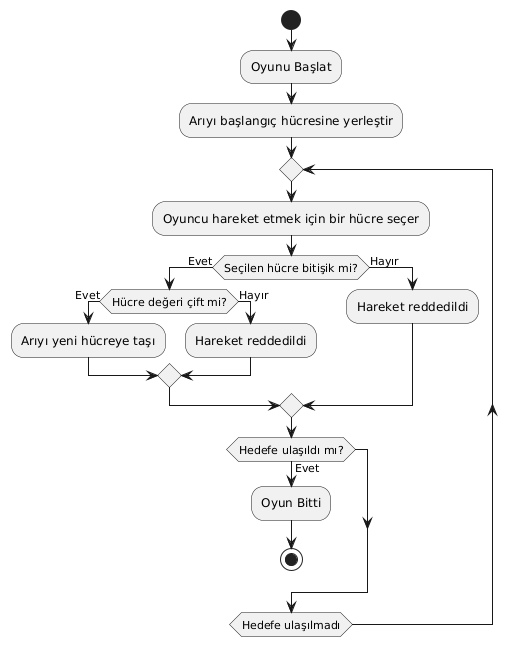 Oyunu Başlat
Arıyı başlangıç hücresine yerleştir
Oyuncu hareket etmek için bir hücre seçer
Seçilen hücre bitişik mi?
Evet
Hayır
Hücre değeri çift mi?
Evet
Hayır
Arıyı yeni hücreye taşı
Hareket reddedildi
Hareket reddedildi
Hedefe ulaşıldı mı?
Evet
Oyun Bitti
Hedefe ulaşılmadı